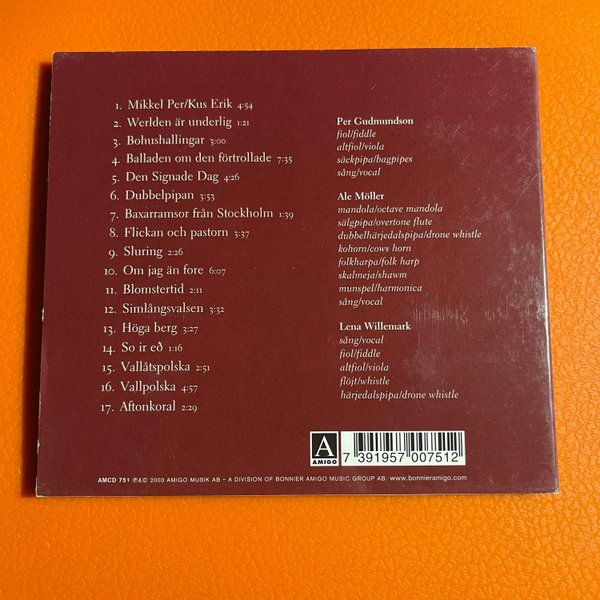 1. Mikkel Per/Kus Erik 4:54
2. Werlden är underlig 1:21
3. Bohushallingar 3:00
4. Balladen om den förtrollade 7:35
5. Den Signade Dag 4:26
6. Dubbelpipan 3:53
7. Baxarramsor från Stockholm 1:39
8. Flickan och pastorn 3:37
9. Sluring 2:26
10. Om jag än fore 6:07
11. Blomstertid 2:11
12. Simlångsvalsen 3:32
13. Höga berg 3:27
14. So ir eð 1:16
15. Vallåtspolska 2:51
16. Vallpolska 4:57
17. Aftonkoral 2:29
Per Gudmundson
fiol/fiddle
altfiol/viola
säckpipa/bagpipes
sång/vocal
Ale Möller
mandola/octave mandola
sälgpipa/overtone flute
dubbelhärjedalspipa/drone whistle
kohorn/cows horn
folkharpa/folk harp
skalmeja/shawm
munspel/harmonica
sång/vocal
Lena Willemark
sång/vocal
fiol/fiddle
altfiol/viola
flöjt/whistle
härjedalspipa/drone whistle
A
AMIGO
7 391957 007512
AMCD 751 ℗&© 2003 AMIGO MUSIK AB – A DIVISION OF BONNIER AMIGO MUSIC GROUP AB. www.bonnieramigo.com